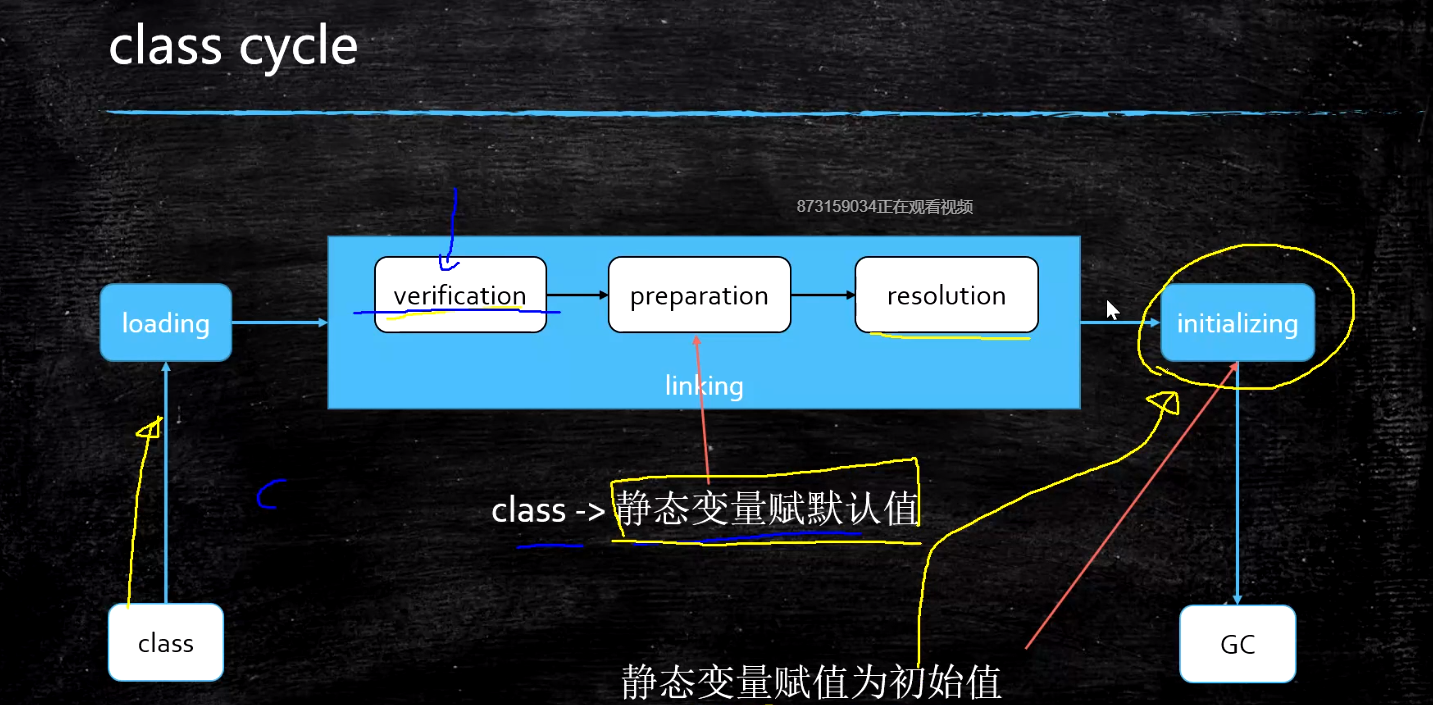 class cycle
873159034正在观看视频
verification
preparation
resolution
loading
initializing
linking
class -> 静态变量赋默认值
class
GC
静态变量赋值为初始值